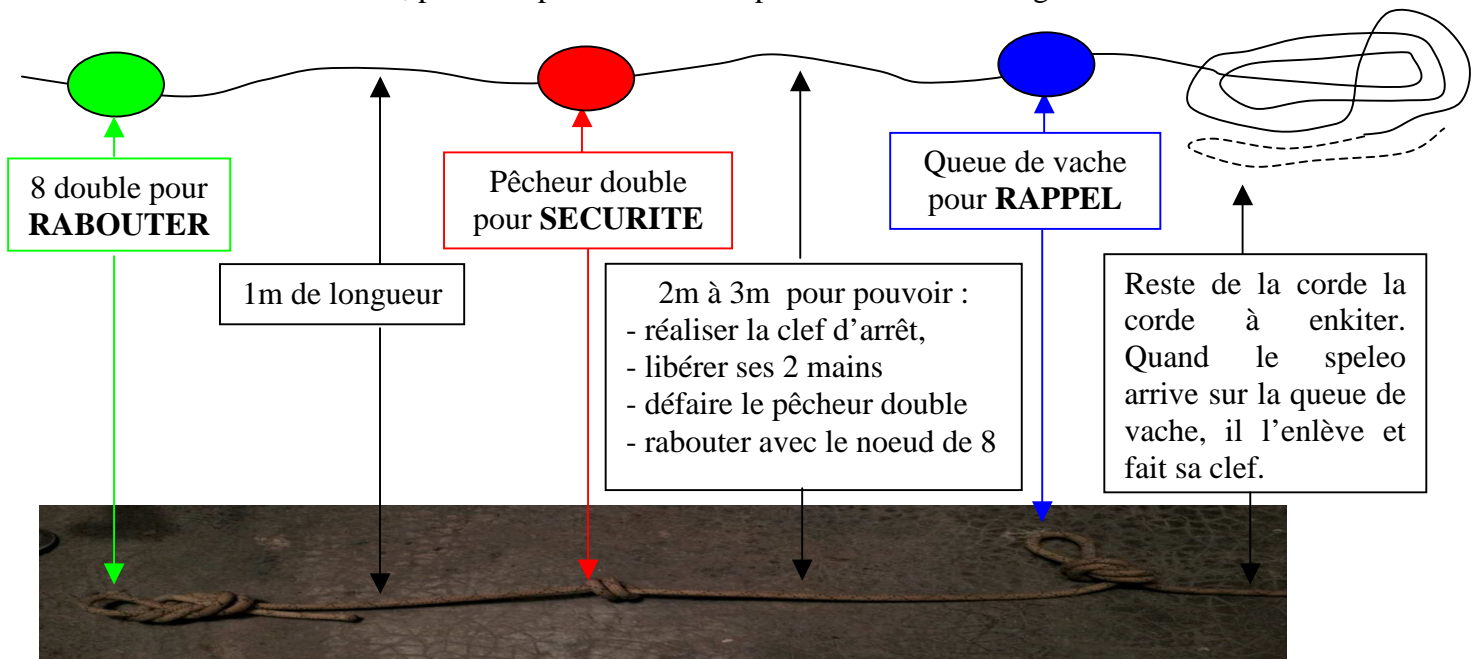 8 double pour
RABOUTER
1m de longueur
Pêcheur double
pour SECURITE
2m à 3m pour pouvoir :
- réaliser la clef d’arrêt,
- libérer ses 2 mains
- défaire le pêcheur double
- rabouter avec le noeud de 8
Queue de vache
pour RAPPEL
Reste de la corde la
corde à enkiter.
Quand le speleo
arrive sur la queue de
vache, il l’enlève et
fait sa clef.